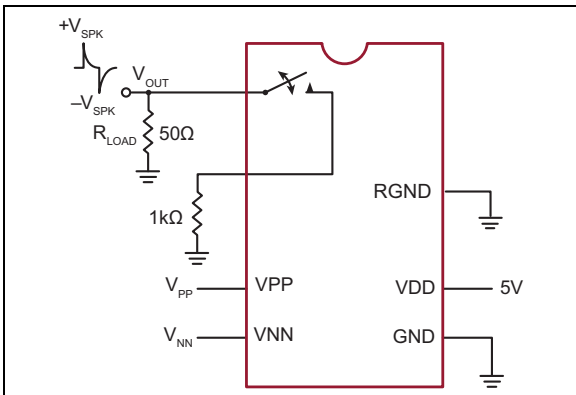 +VSPK
VOUT
–VSPK
RLOAD
50Ω
RGND
1kΩ
VPP
VPP
VDD
5V
VNN
VNN
GND